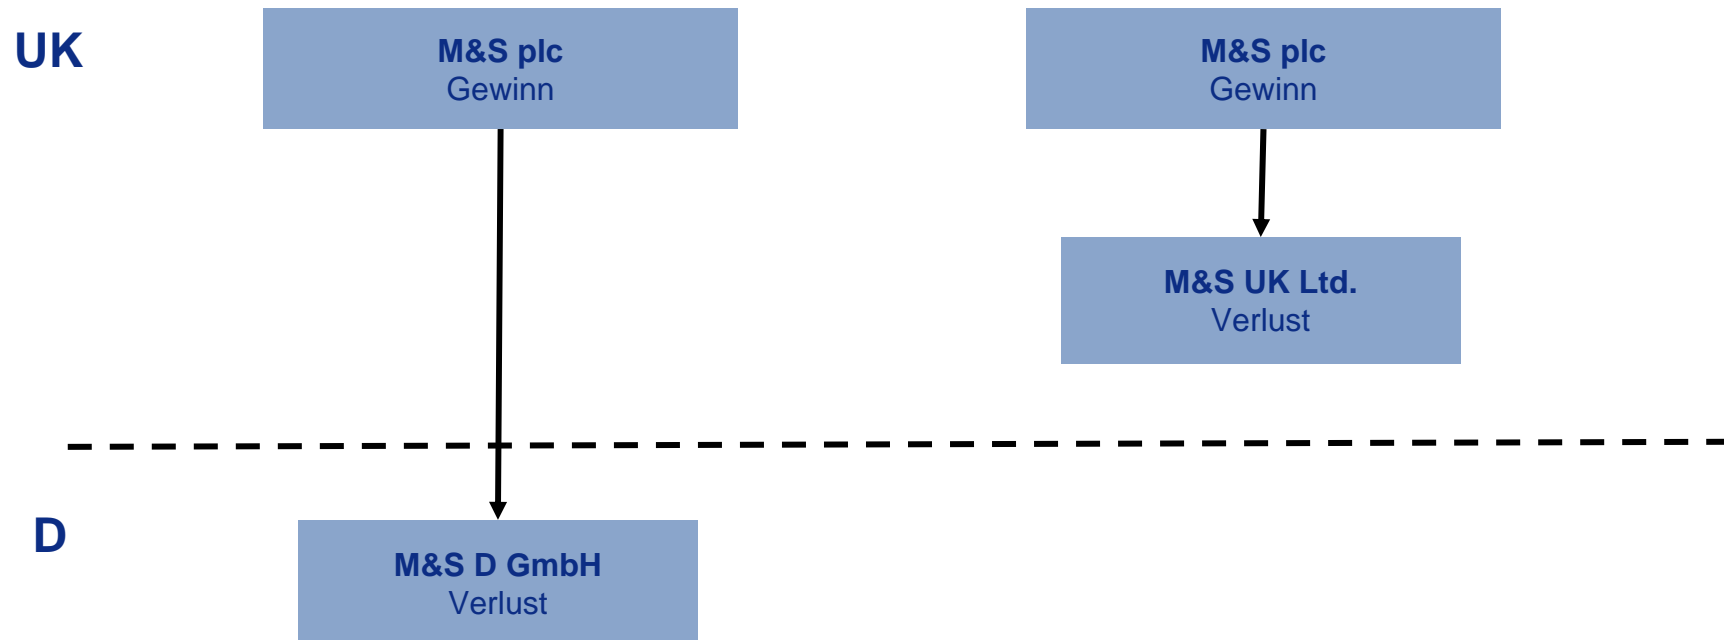 UK
M&S plc
Gewinn
M&S plc
Gewinn
M&S UK Ltd.
Verlust
D
M&S D GmbH
Verlust